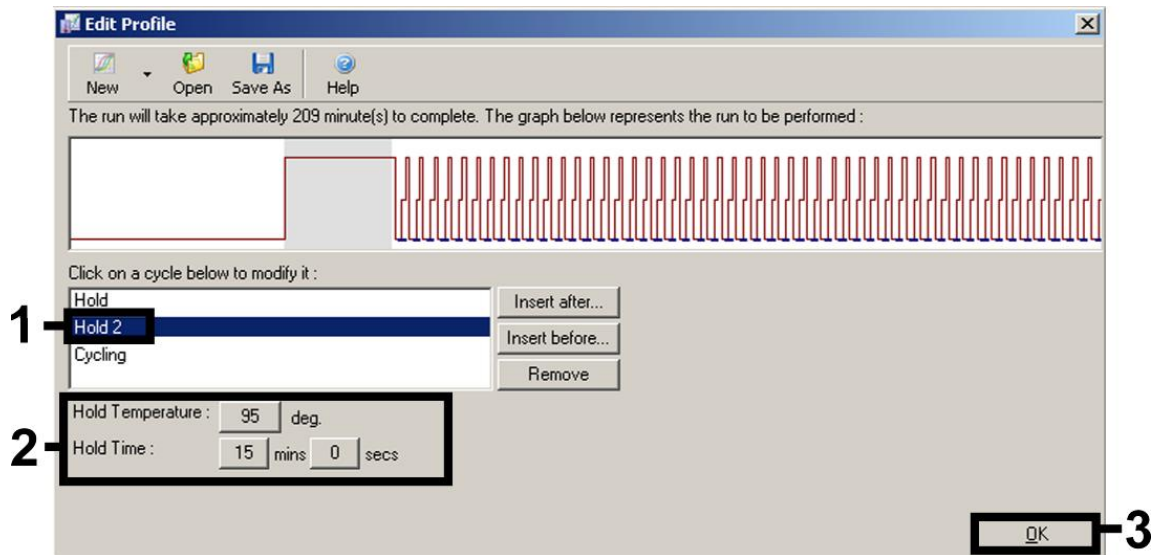 Edit Profile
New Open Save As Help
The run will take approximately 209 minute(s) to complete. The graph below represents the run to be performed :
Click on a cycle below to modify it :
Hold
Insert after...
1
Hold 2
Insert before...
Cycling
Remove
2
Hold Temperature : 95 deg.
Hold Time : 15 mins 0 secs
OK
3